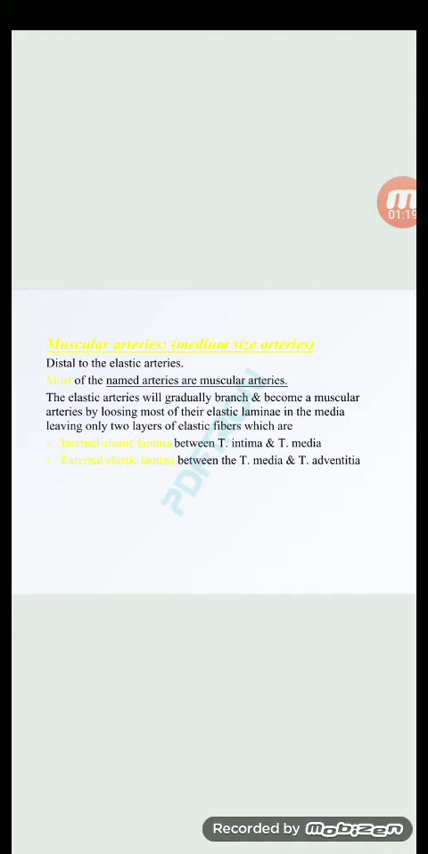 01:19
Muscular arteries: (medium size arteries)
Distal to the elastic arteries.
Most of the named arteries are muscular arteries.
The elastic arteries will gradually branch & become a muscular
arteries by loosing most of their elastic laminae in the media
leaving only two layers of elastic fibers which are
- Internal elastic lamina between T. intima & T. media
- External elastic lamina between the T. media & T. adventitia
PDFTRON
Recorded by mobizen